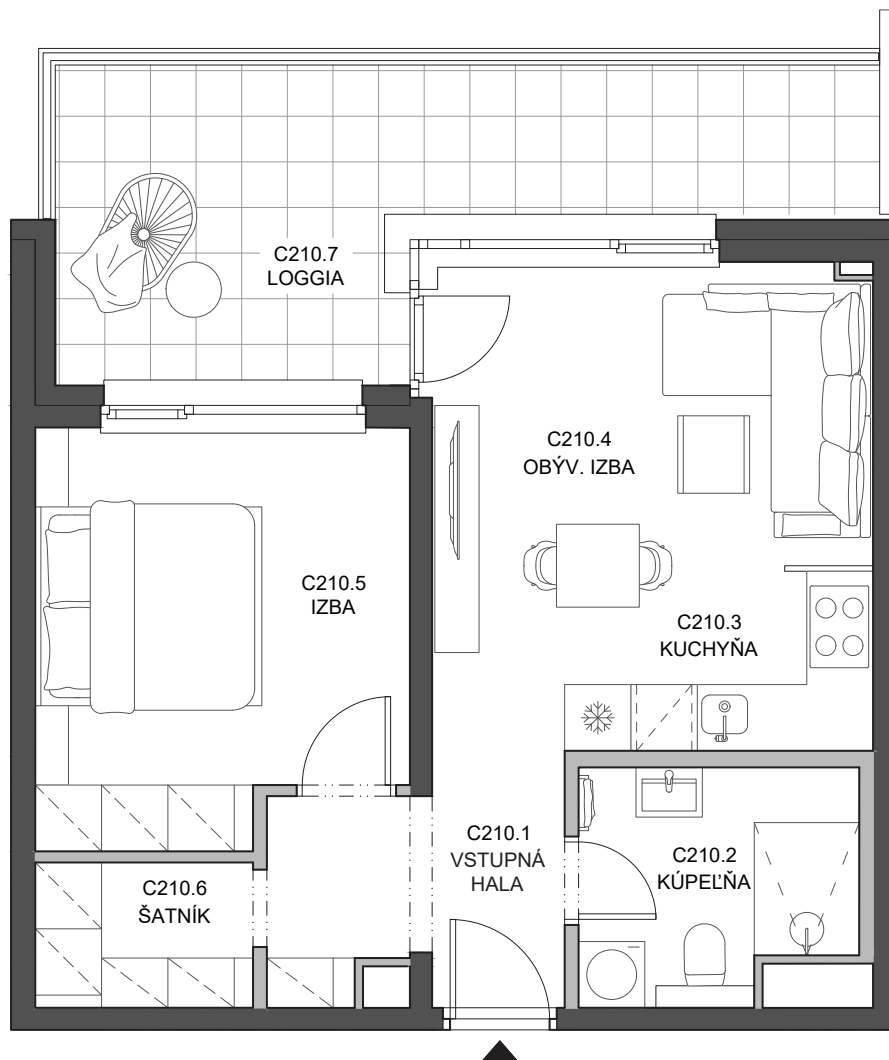 C210.7
LOGGIA
C210.4
OBÝV. IZBA
C210.5
IZBA
C210.3
KUCHYŇA
C210.1
VSTUPNÁ
HALA
C210.2
KÚPEĽŇA
C210.6
ŠATNÍK